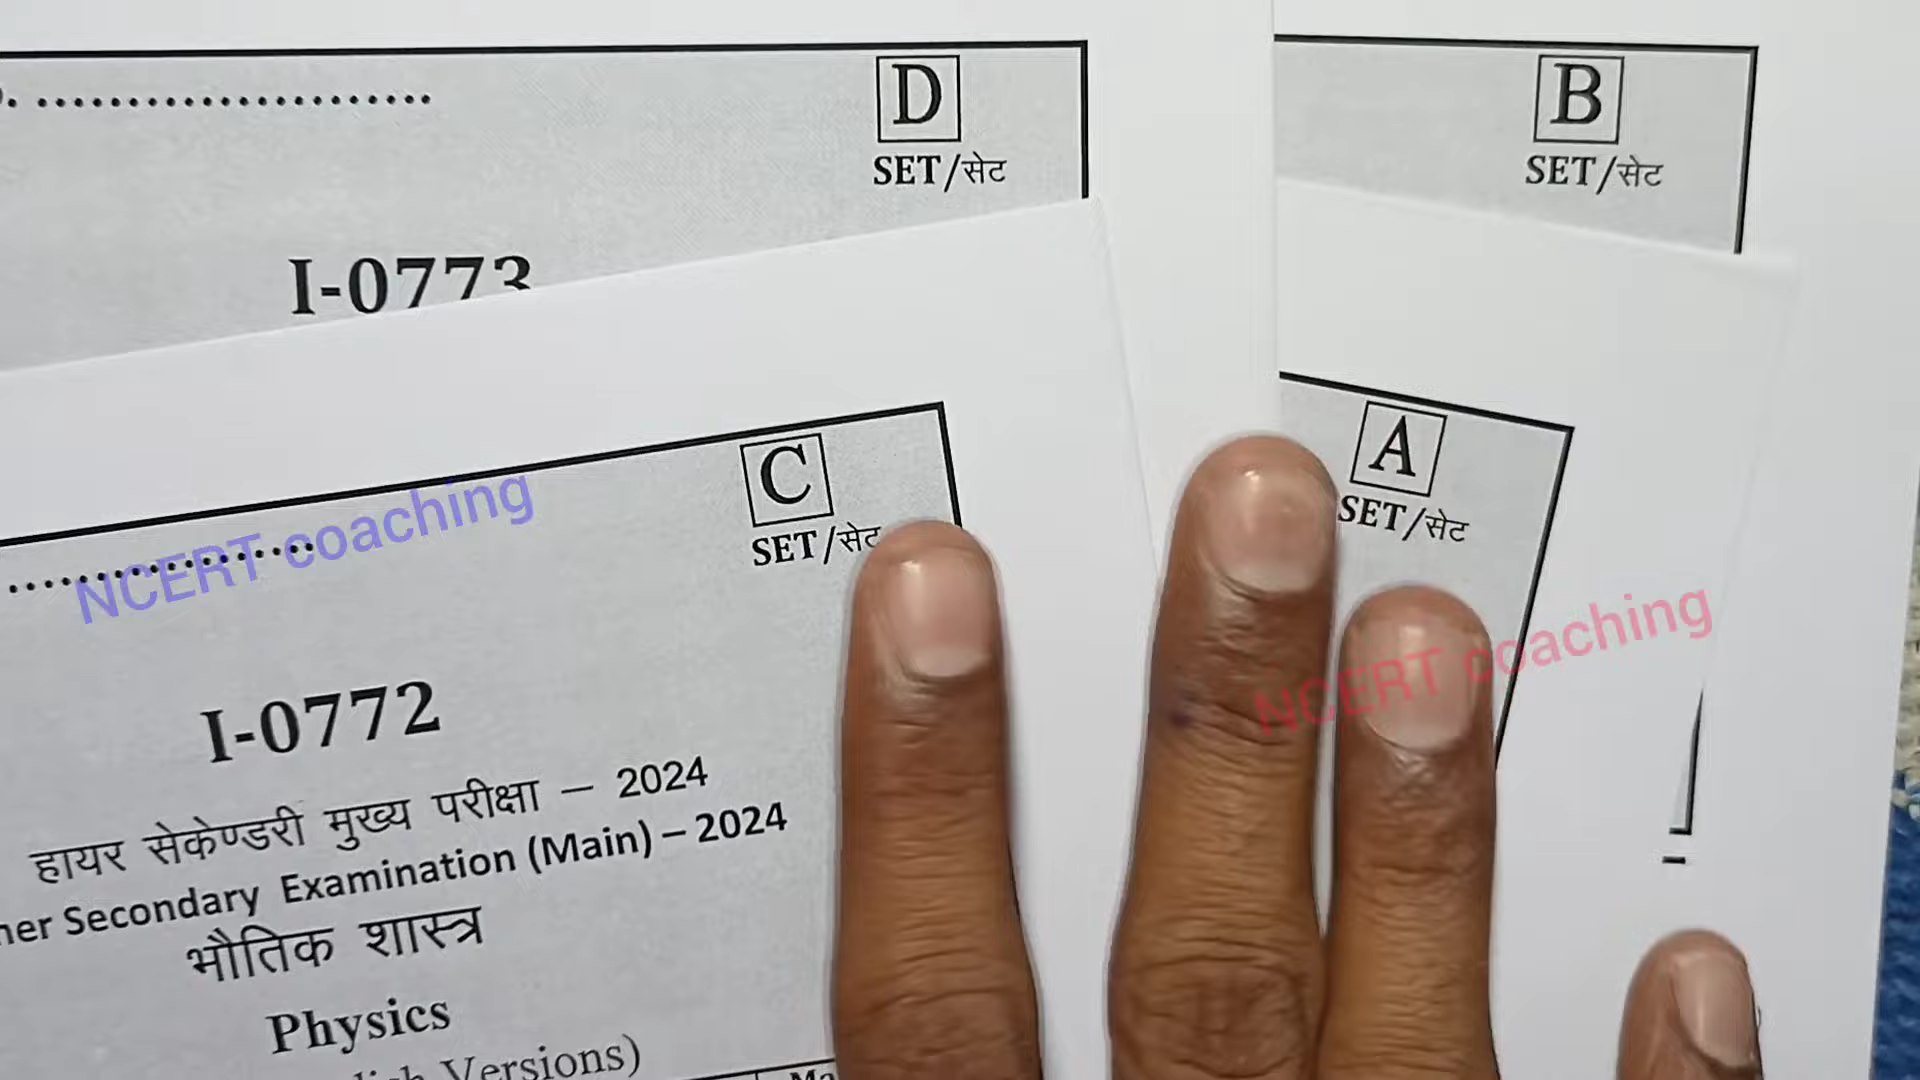 D
SET/सेट
I-0773
B
SET/सेट
C
SET/सेट
NCERT coaching
I-0772
हायर सेकेण्डरी मुख्य परीक्षा – 2024
Secondary Examination (Main) – 2024
भौतिक शास्त्र
Physics
Versions)
A
SET/सेट
NCERT coaching